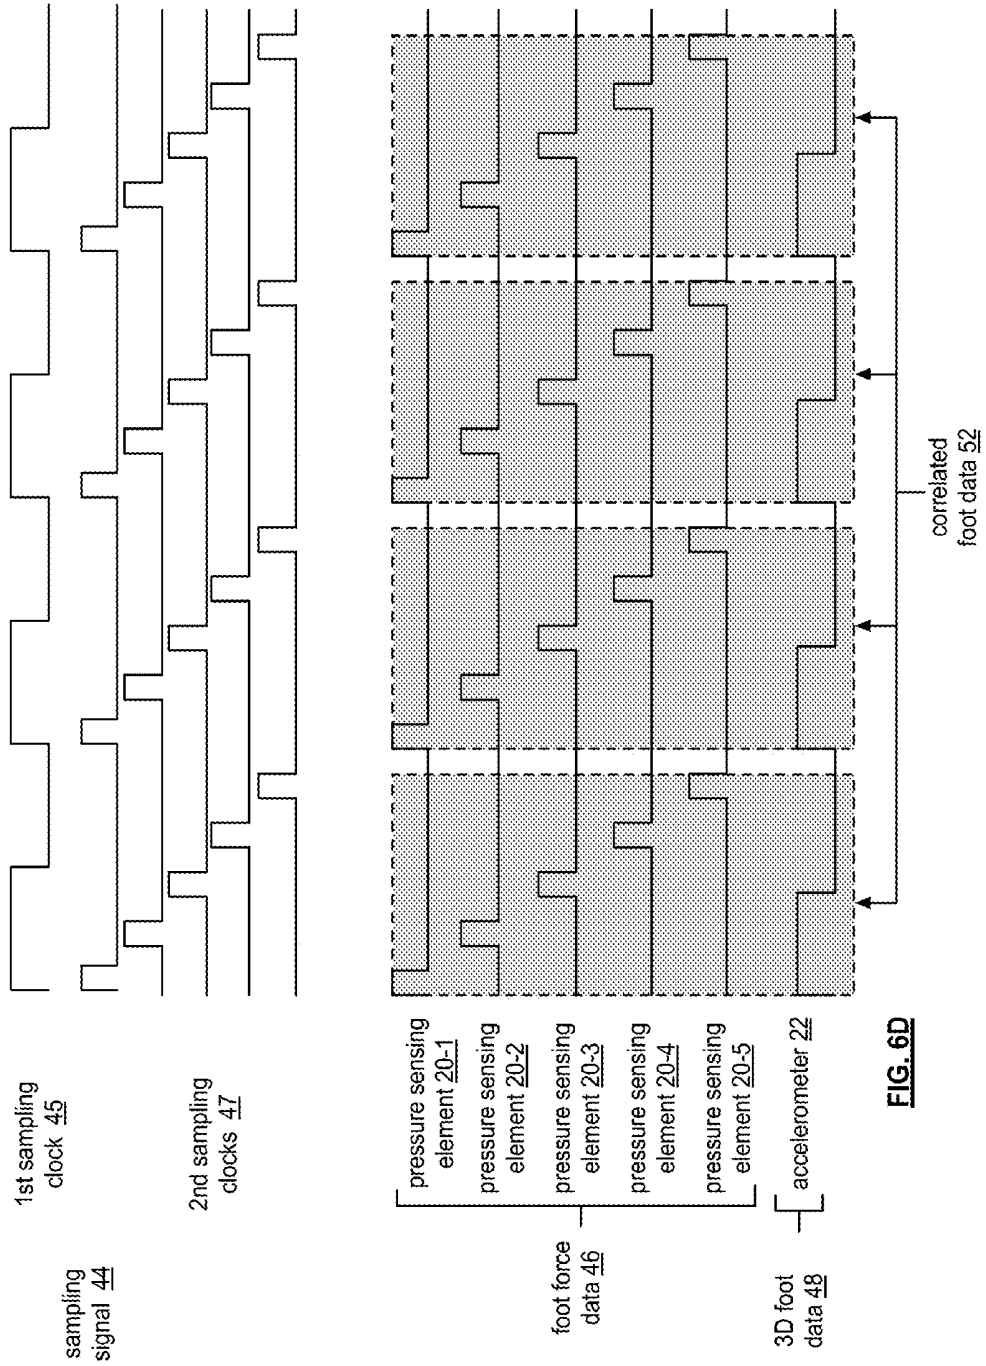 sampling
signal 44
1st sampling
clock 45
2nd sampling
clocks 47
foot force
data 46
pressure sensing
element 20-1
pressure sensing
element 20-2
pressure sensing
element 20-3
pressure sensing
element 20-4
pressure sensing
element 20-5
3D foot
data 48
accelerometer 22
correlated
foot data 52
FIG. 6D